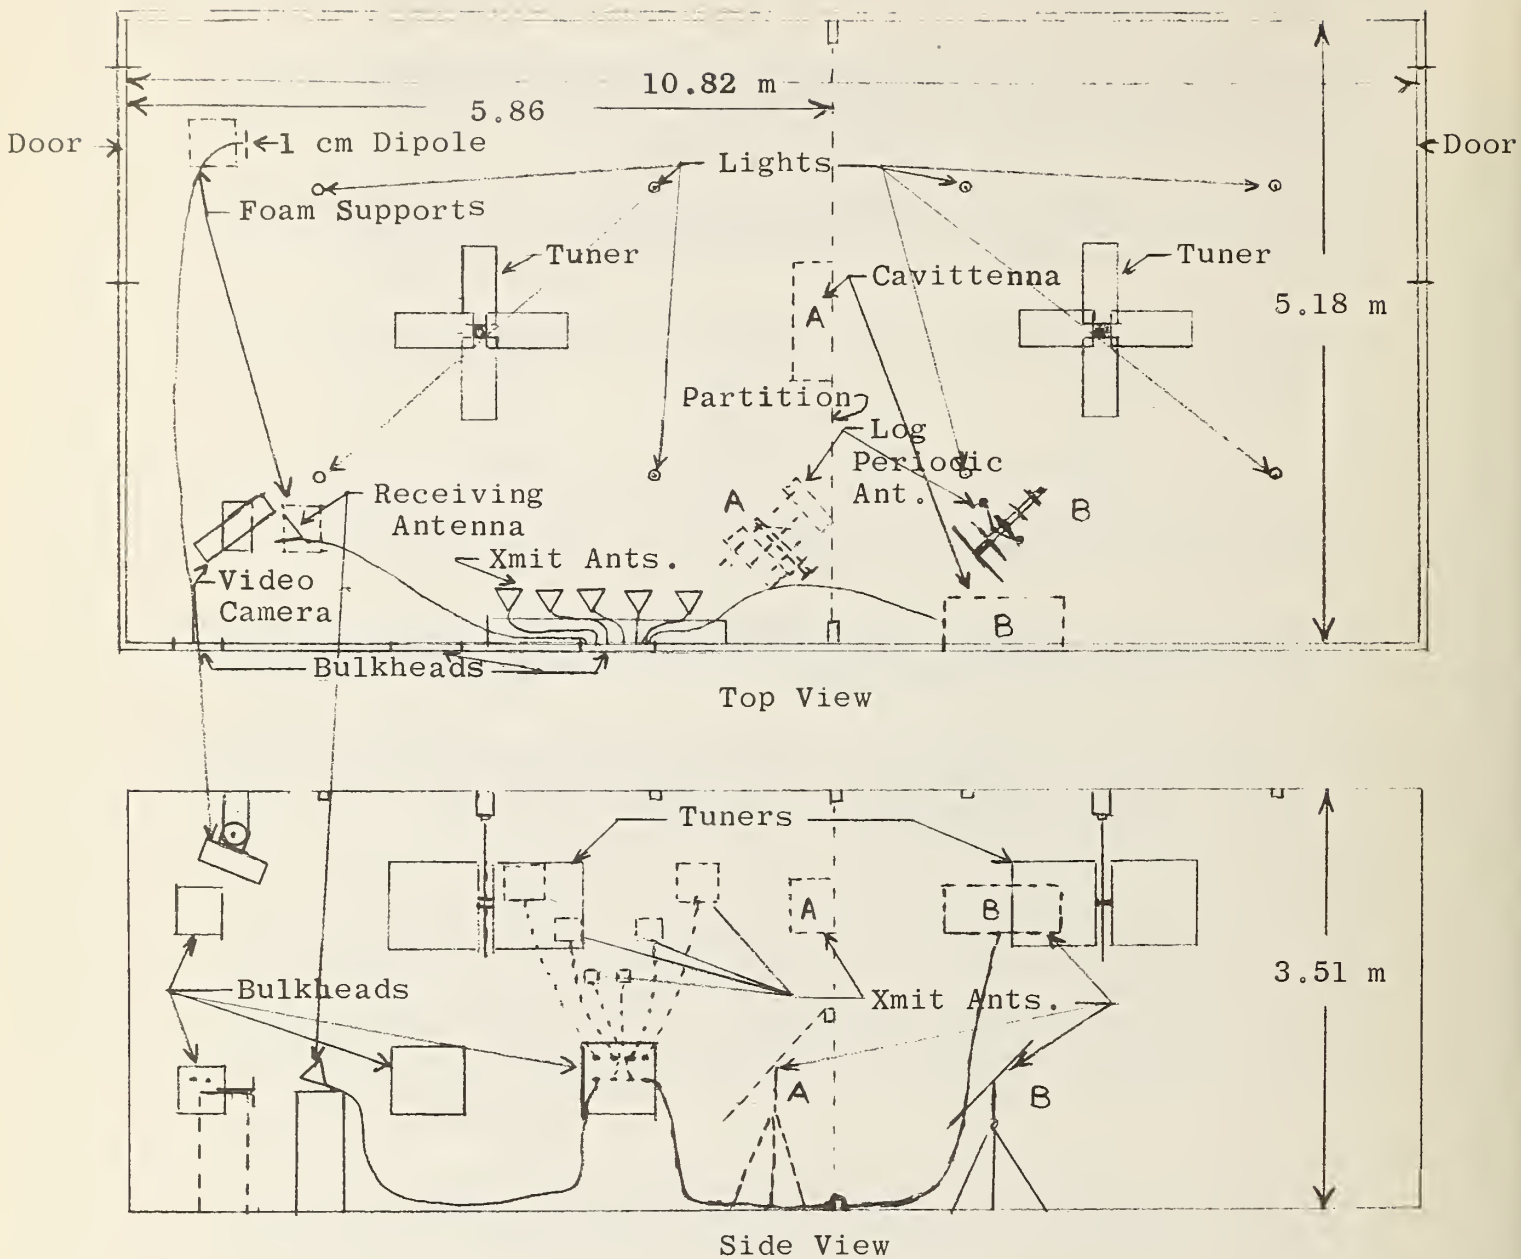 10.82 m
5.86
Door
1 cm Dipole
Lights
Door
Foam Supports
Tuner
Cavittenna
Tuner
A
5.18 m
Partition
Log
Periodic
Ant.
Receiving
Antenna
A
B
Xmit Ants.
Video
Camera
B
Bulkheads
Top View
Tuners
A
B
Bulkheads
Xmit Ants.
3.51 m
A
B
Side View